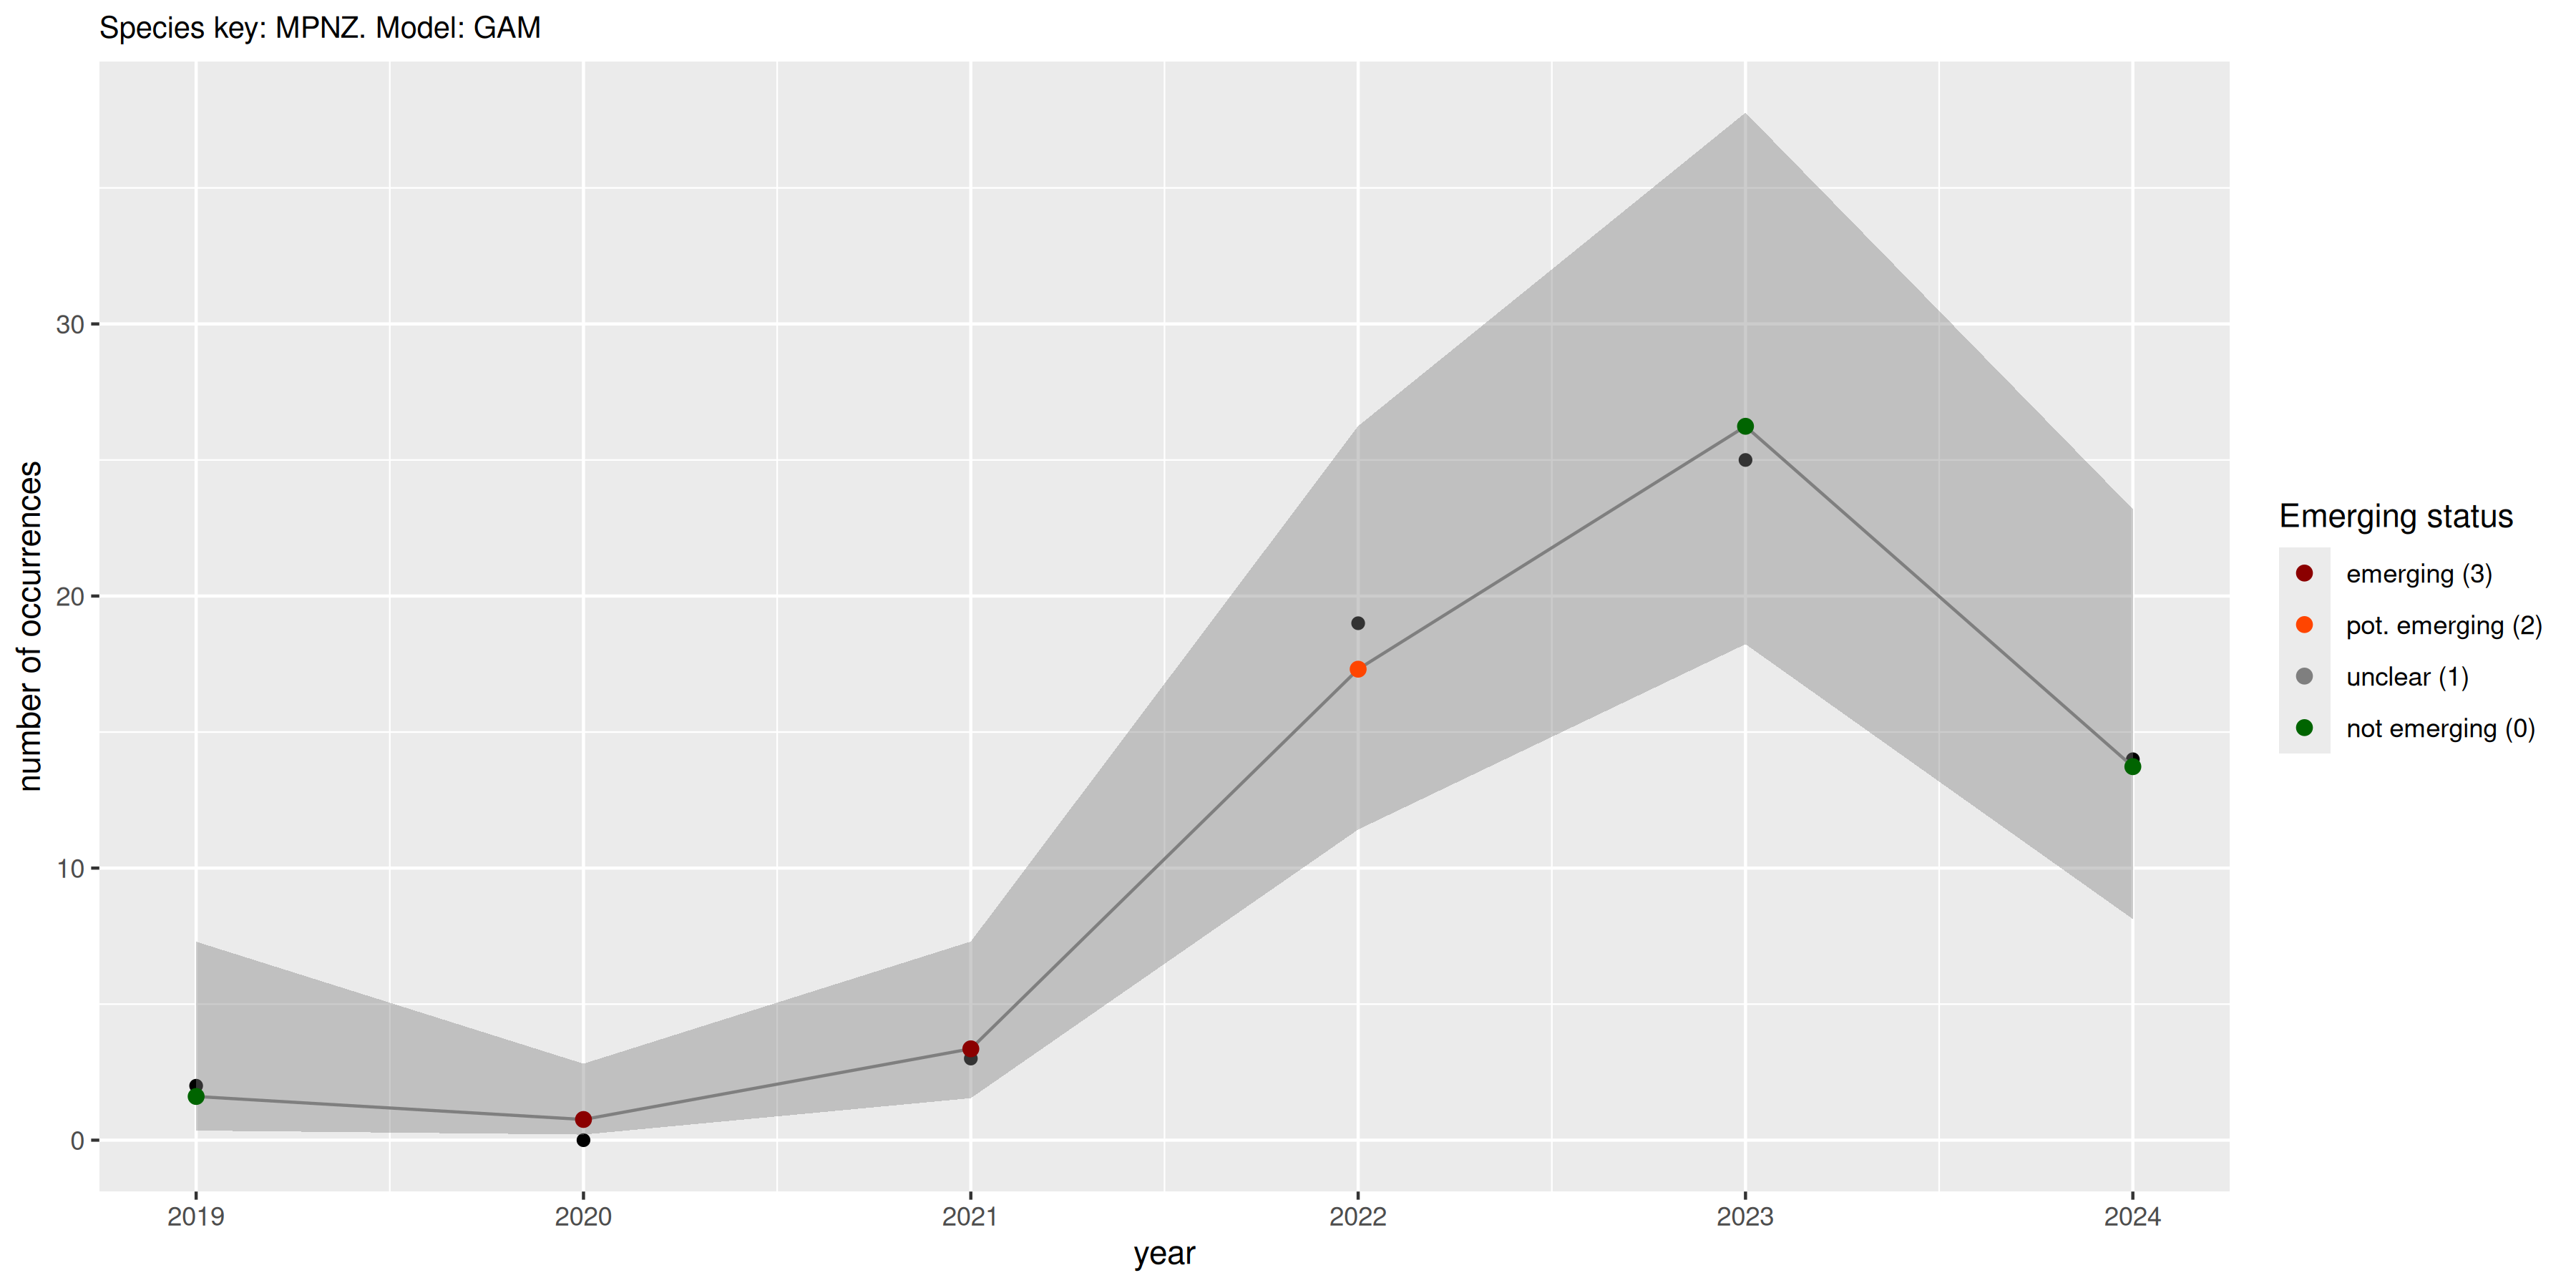 Species key: MPNZ. Model: GAM
number of occurrences
30
20
10
0
2019 2020 2021 2022 2023 2024
year
Emerging status
emerging (3)
pot. emerging (2)
unclear (1)
not emerging (0)